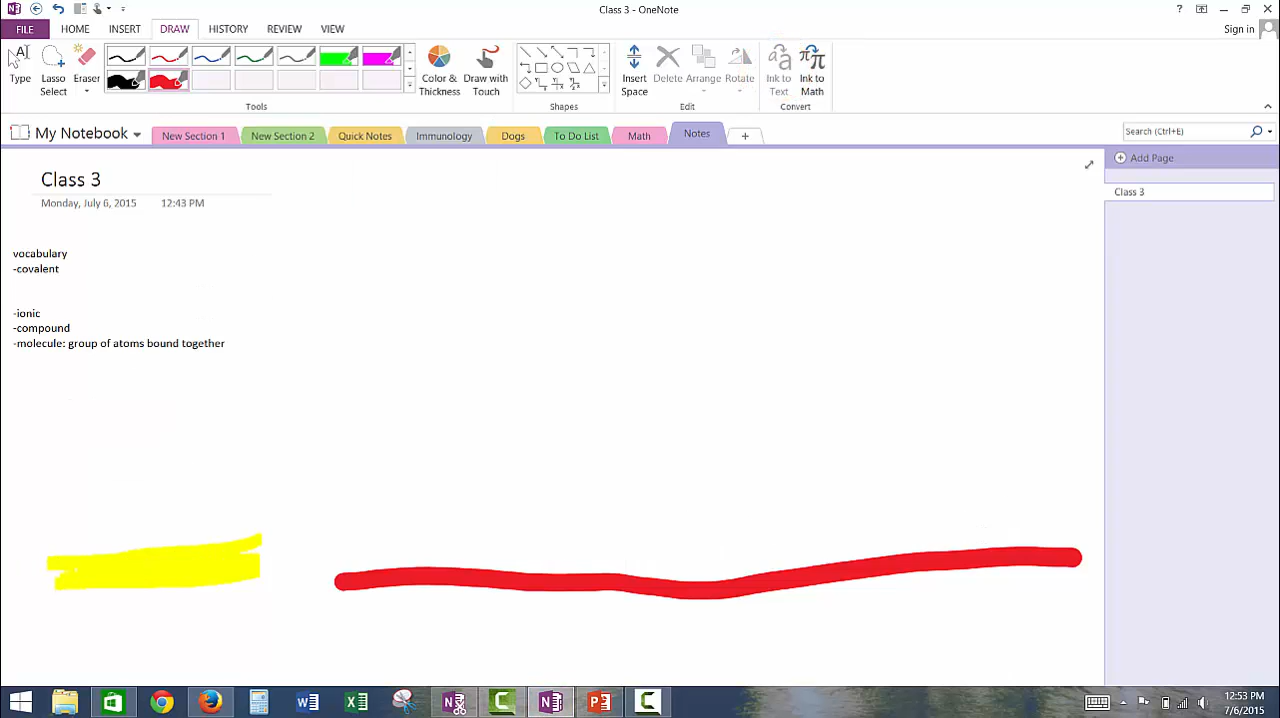 Class 3 - OneNote
? 
Sign in
FILE HOME INSERT DRAW HISTORY REVIEW VIEW
Type
Lasso
Select
Eraser
Color &
Thickness
Draw with
Touch
Insert
Space
Delete
Arrange
Rotate
Ink to
Text
Ink to
Math
Tools
Shapes
Edit
Convert
My Notebook
New Section 1
New Section 2
Quick Notes
Immunology
Dogs
To Do List
Math
Notes
Search (Ctrl+E)
Add Page
Class 3
Class 3
Monday, July 6, 2015 12:43 PM
vocabulary
-covalent
-ionic
-compound
-molecule: group of atoms bound together
12:53 PM
7/6/2015